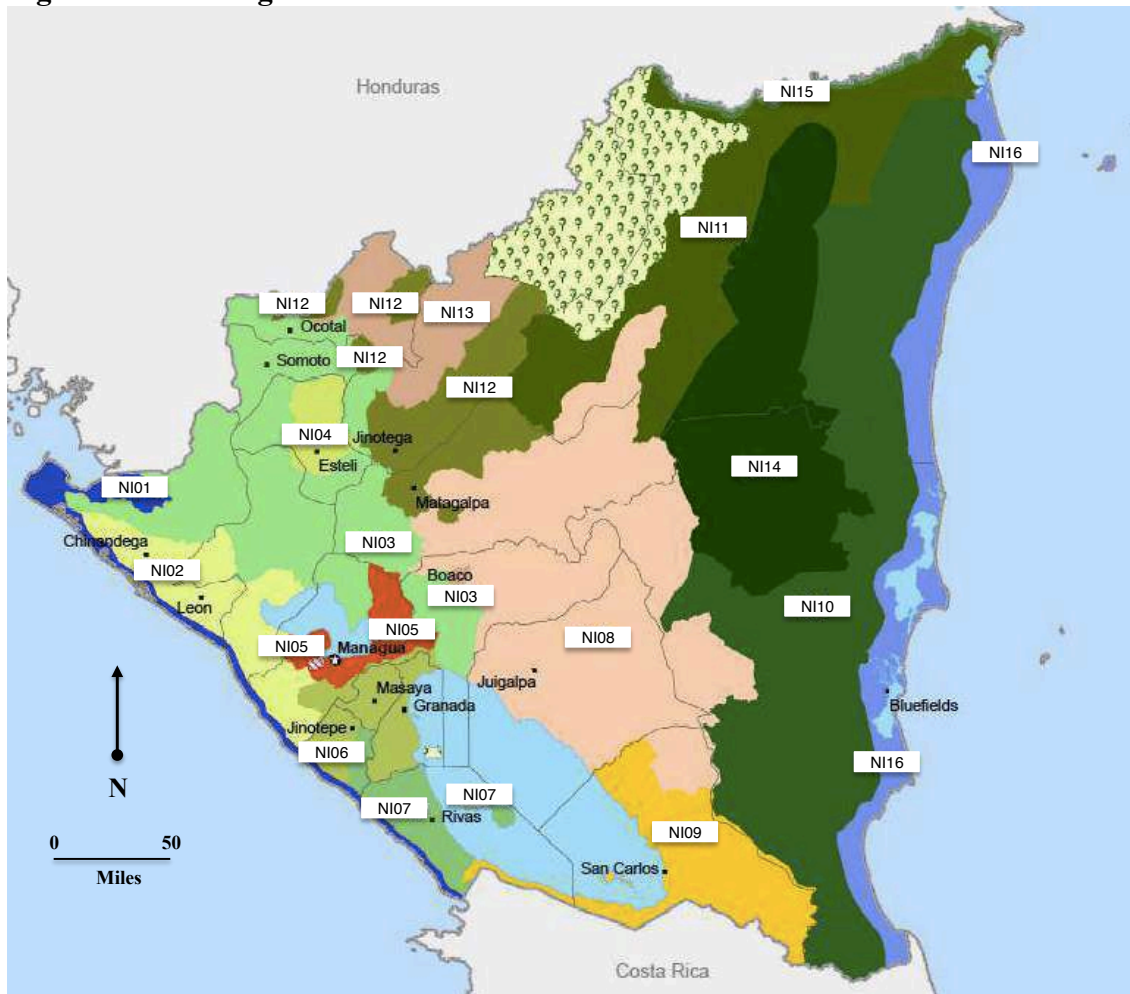 Honduras
NI15
NI16
NI11
NI12
NI12
NI13
Ocotal
NI12
Somoto
NI12
NI04
Jinotega
Esteli
NI14
NI01
Matagalpa
Chinandega
NI03
NI02
Boaco
Leon
NI03
NI10
NI05
NI05
NI08
Managua
Masaya
Juigalpa
Granada
Bluefields
Jinotepe
NI06
NI16
N
NI07
NI07
Rivas
NI09
0 50
Miles
San Carlos
Costa Rica